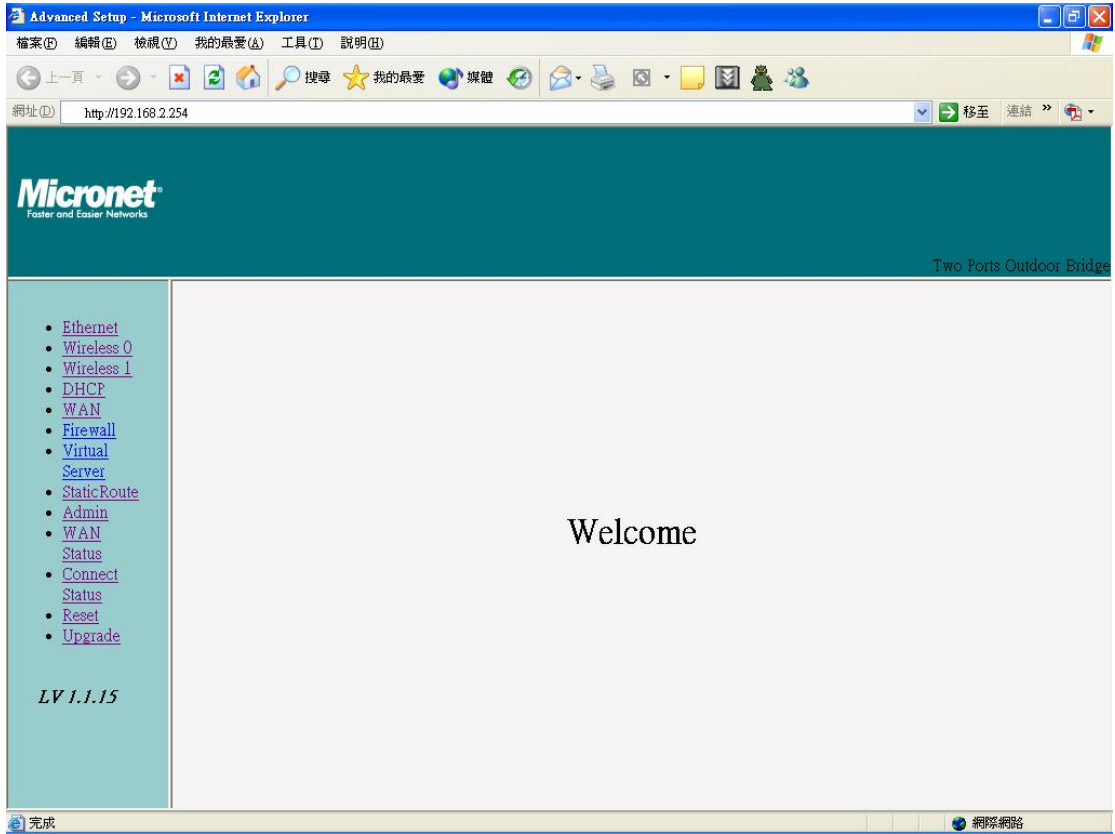 Advanced Setup - Microsoft Internet Explorer
檔案(F) 編輯(E) 檢視(V) 我的最愛(A) 工具(T) 說明(H)
上一頁 搜尋 我的最愛 媒體
網址(D) http://192.168.2.254 移至 連結 »
Micronet®
Faster and Easier Networks
Two Ports Outdoor Bridge
Ethernet
Wireless 0
Wireless 1
DHCP
WAN
Firewall
Virtual
Server
StaticRoute
Admin
WAN
Status
Connect
Status
Reset
Upgrade
LV 1.1.15
Welcome
完成 網際網路